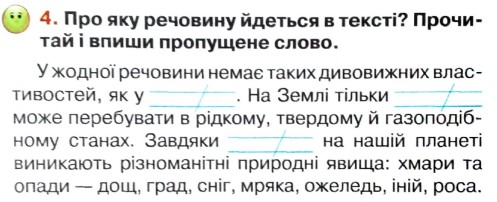 4. Про яку речовину йдеться в тексті? Прочи-
тай і впиши пропущене слово.
У жодної речовини немає таких дивовижних влас-
тивостей, як у . На Землі тільки
може перебувати в рідкому, твердому й газоподіб-
ному станах. Завдяки на нашій планеті
виникають різноманітні природні явища: хмари та
опади — дощ, град, сніг, мряка, ожеледь, іній, роса.